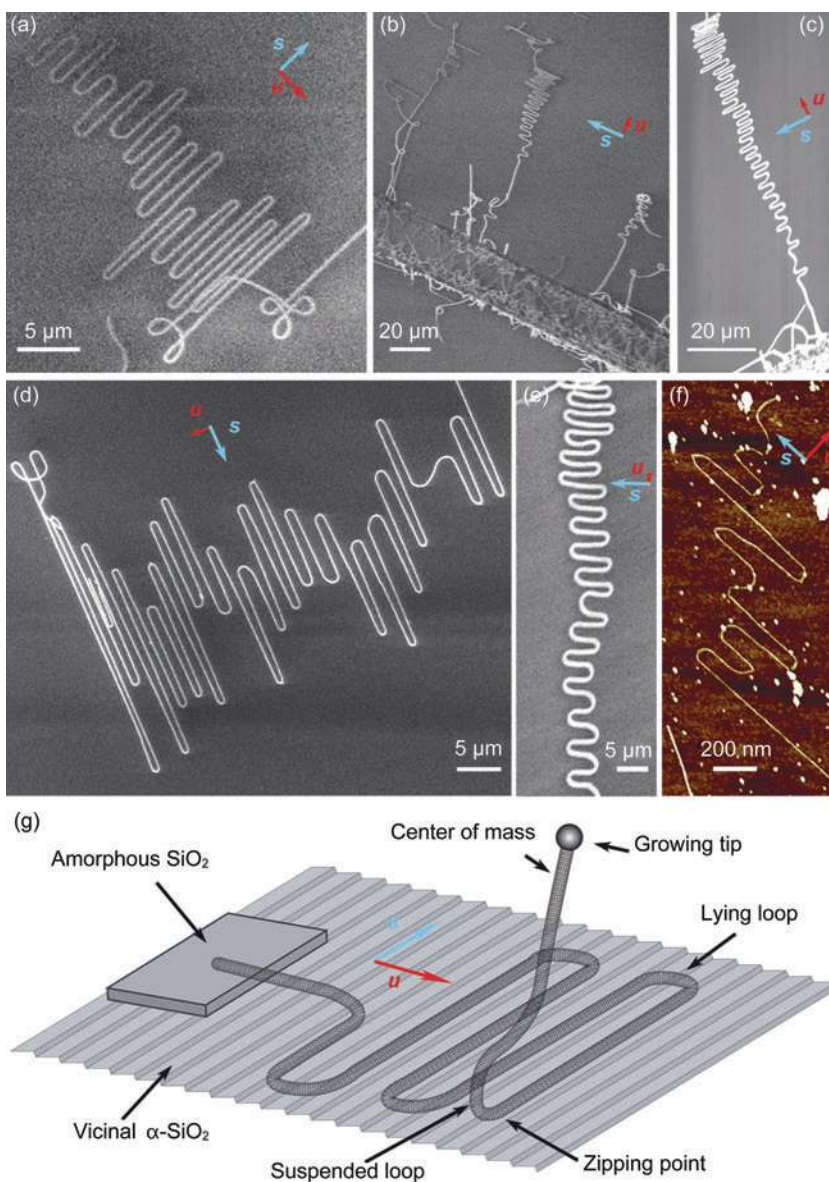 (a)
s
u
5 μm
(b)
u
s
20 μm
(c)
u
s
20 μm
(d)
u
s
5 μm
(e)
u
s
5 μm
(f)
s
u
200 nm
(g)
Center of mass
Growing tip
Amorphous SiO₂
Lying loop
s
u
Vicinal α-SiO₂
Suspended loop
Zipping point